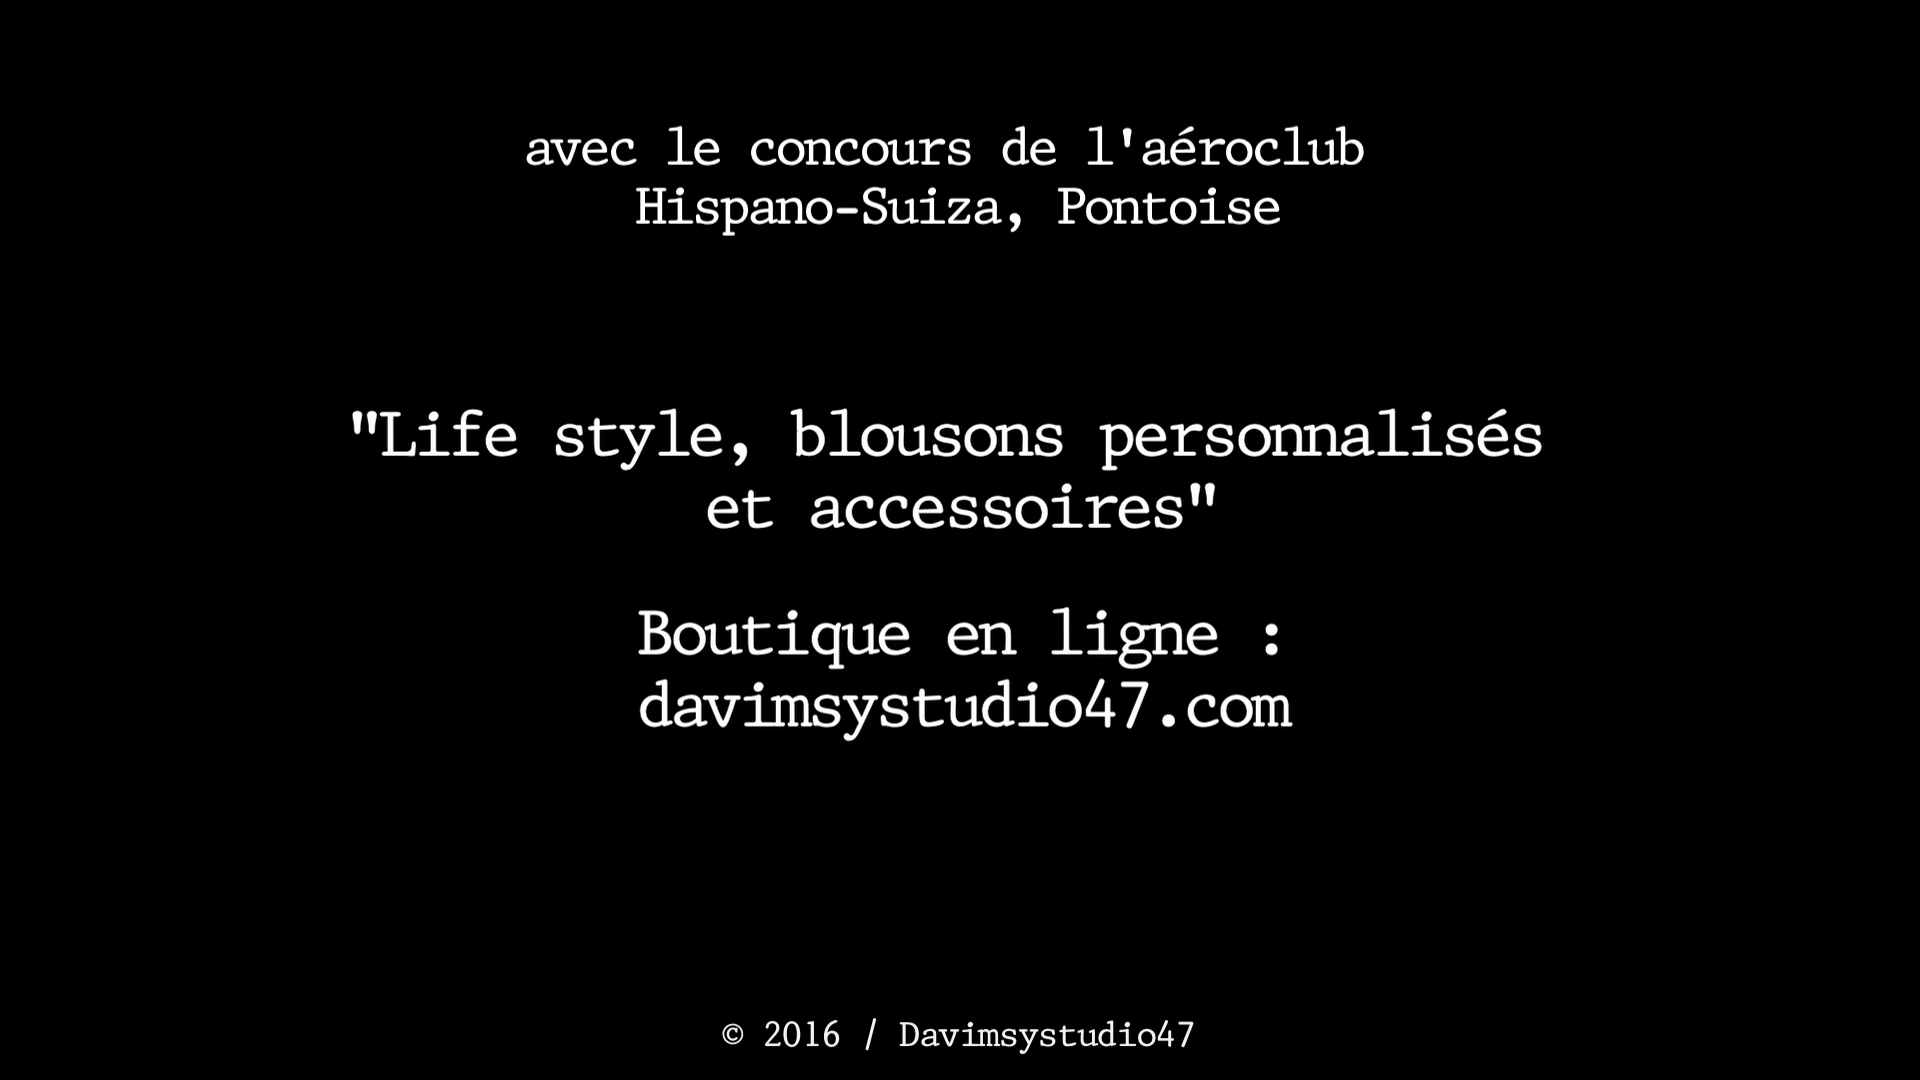 avec le concours de l'aéroclub
Hispano-Suiza, Pontoise
"Life style, blousons personnalisés
et accessoires"
Boutique en ligne :
davimsystudio47.com
© 2016 / Davimsystudio47